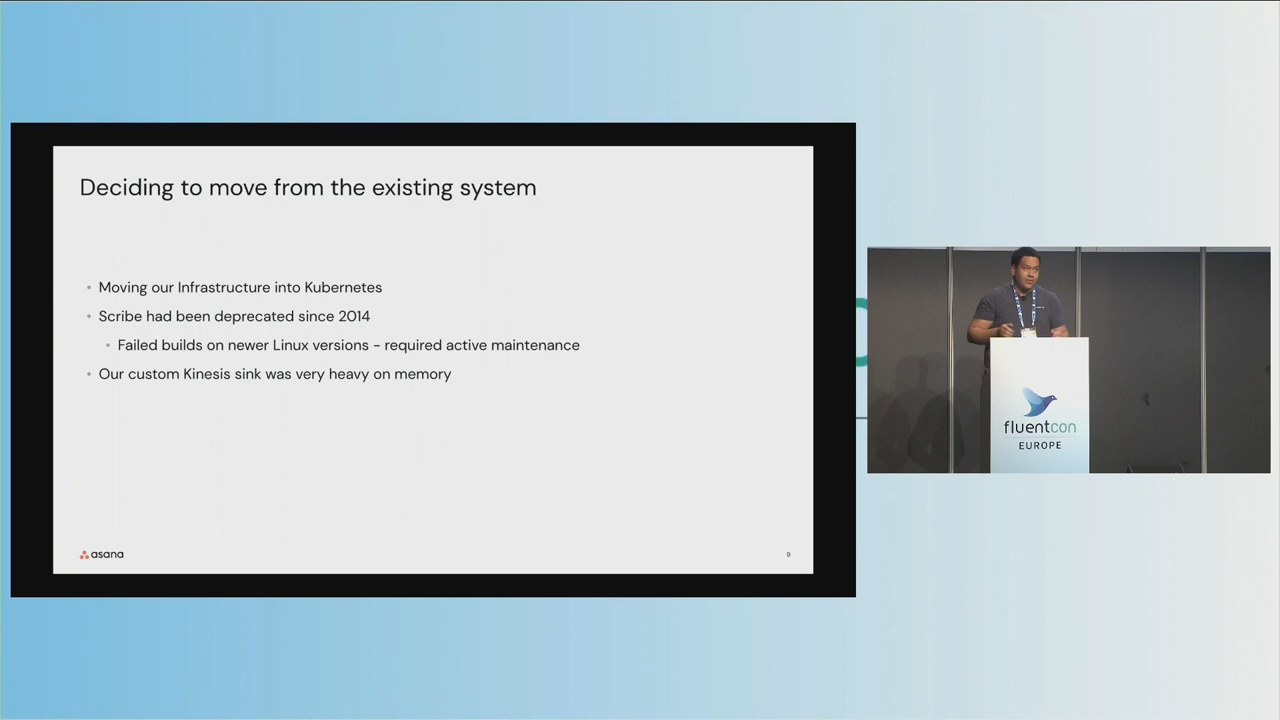 Deciding to move from the existing system
• Moving our Infrastructure into Kubernetes
• Scribe had been deprecated since 2014
• Failed builds on newer Linux versions - required active maintenance
• Our custom Kinesis sink was very heavy on memory
asana
9
fluentcon
EUROPE